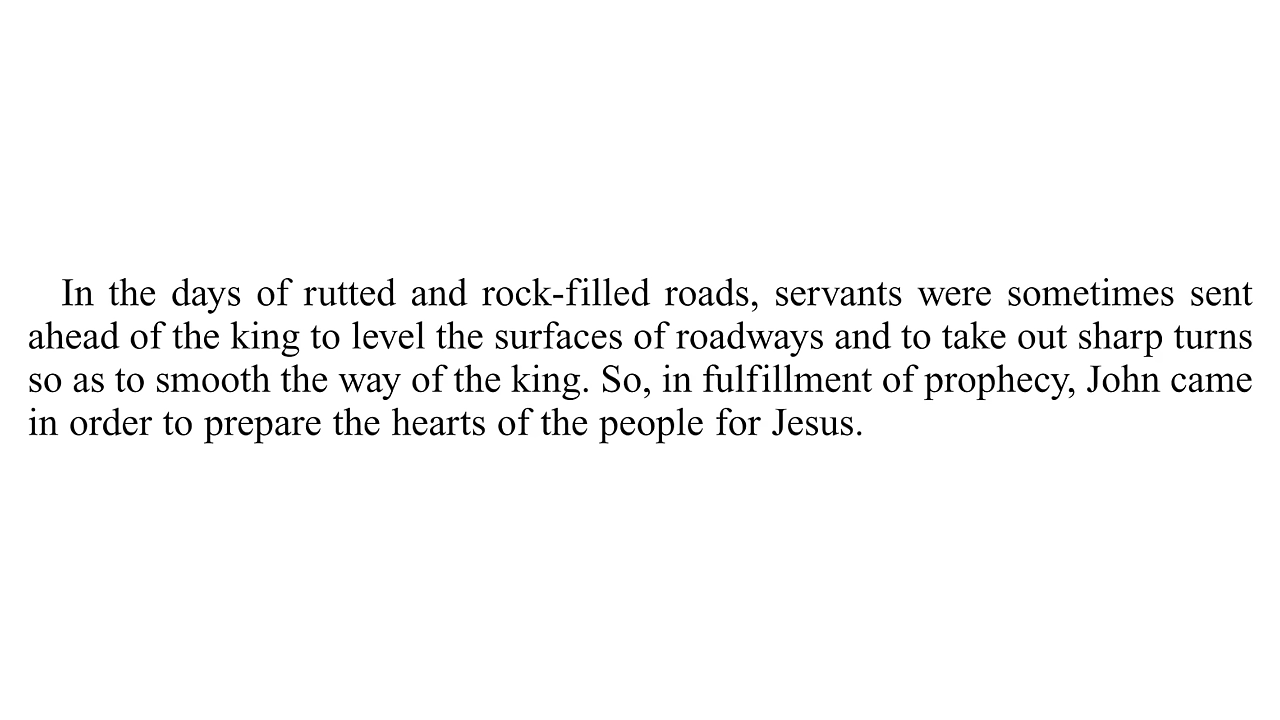 In the days of rutted and rock-filled roads, servants were sometimes sent
ahead of the king to level the surfaces of roadways and to take out sharp turns
so as to smooth the way of the king. So, in fulfillment of prophecy, John came
in order to prepare the hearts of the people for Jesus.